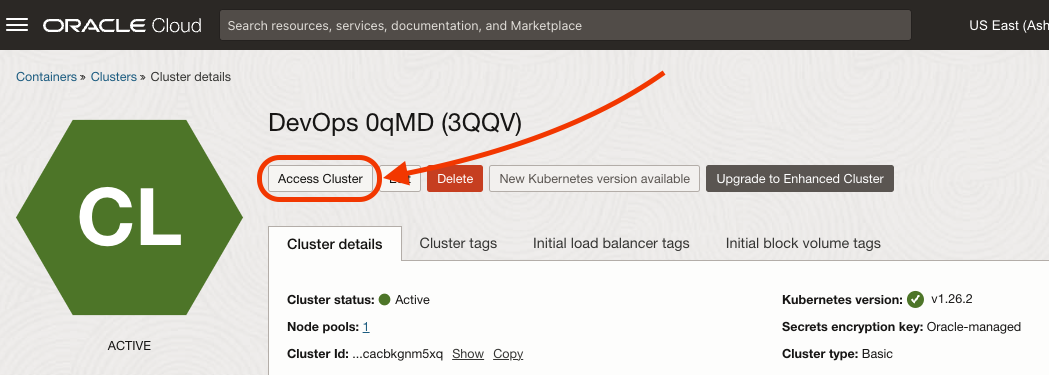 ORACLE Cloud Search resources, services, documentation, and Marketplace US East (Ash
Containers » Clusters » Cluster details
DevOps 0qMD (3QQV)
CL
Access Cluster Delete New Kubernetes version available Upgrade to Enhanced Cluster
Cluster details Cluster tags Initial load balancer tags Initial block volume tags
Cluster status: Active Kubernetes version: v1.26.2
Node pools: 1 Secrets encryption key: Oracle-managed
ACTIVE
Cluster Id: ...cacbkgnm5xq Show Copy Cluster type: Basic